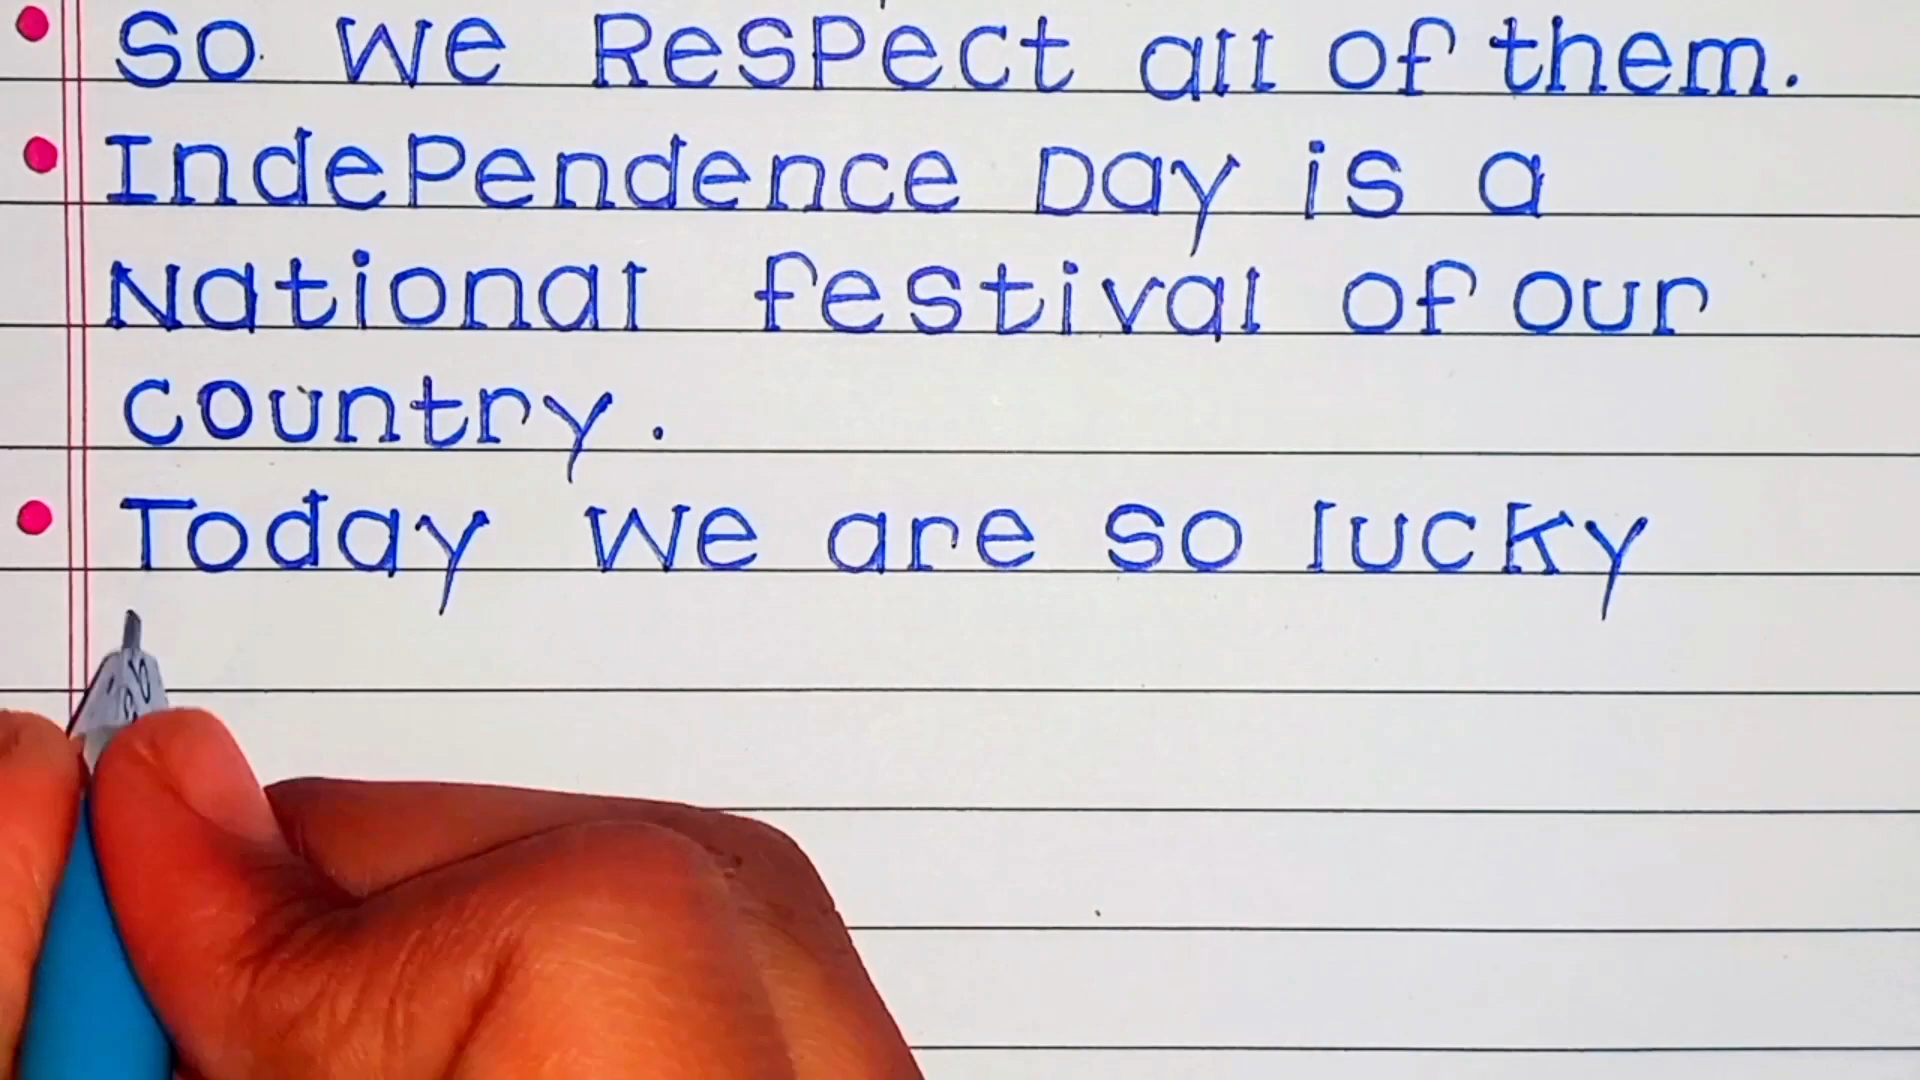 So We Respect all of them.
Independence Day is a
National festival of our
country.
Today We are so lucky